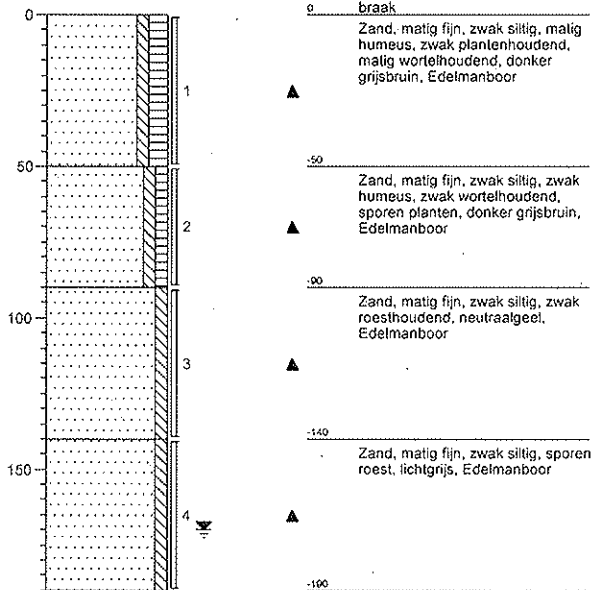 0
50
100
150
1
2
3
4
0 braak
Zand, matig fijn, zwak siltig, matig
humeus, zwak plantenhoudend,
matig wortelhoudend, donker
grijsbruin, Edelmanboor
-50
Zand, matig fijn, zwak siltig, zwak
humeus, zwak wortelhoudend,
sporen planten, donker grijsbruin,
Edelmanboor
-90
Zand, matig fijn, zwak siltig, zwak
roesthoudend, neutraalgeel,
Edelmanboor
-140
Zand, matig fijn, zwak siltig, sporen
roest, lichtgrijs, Edelmanboor
-190